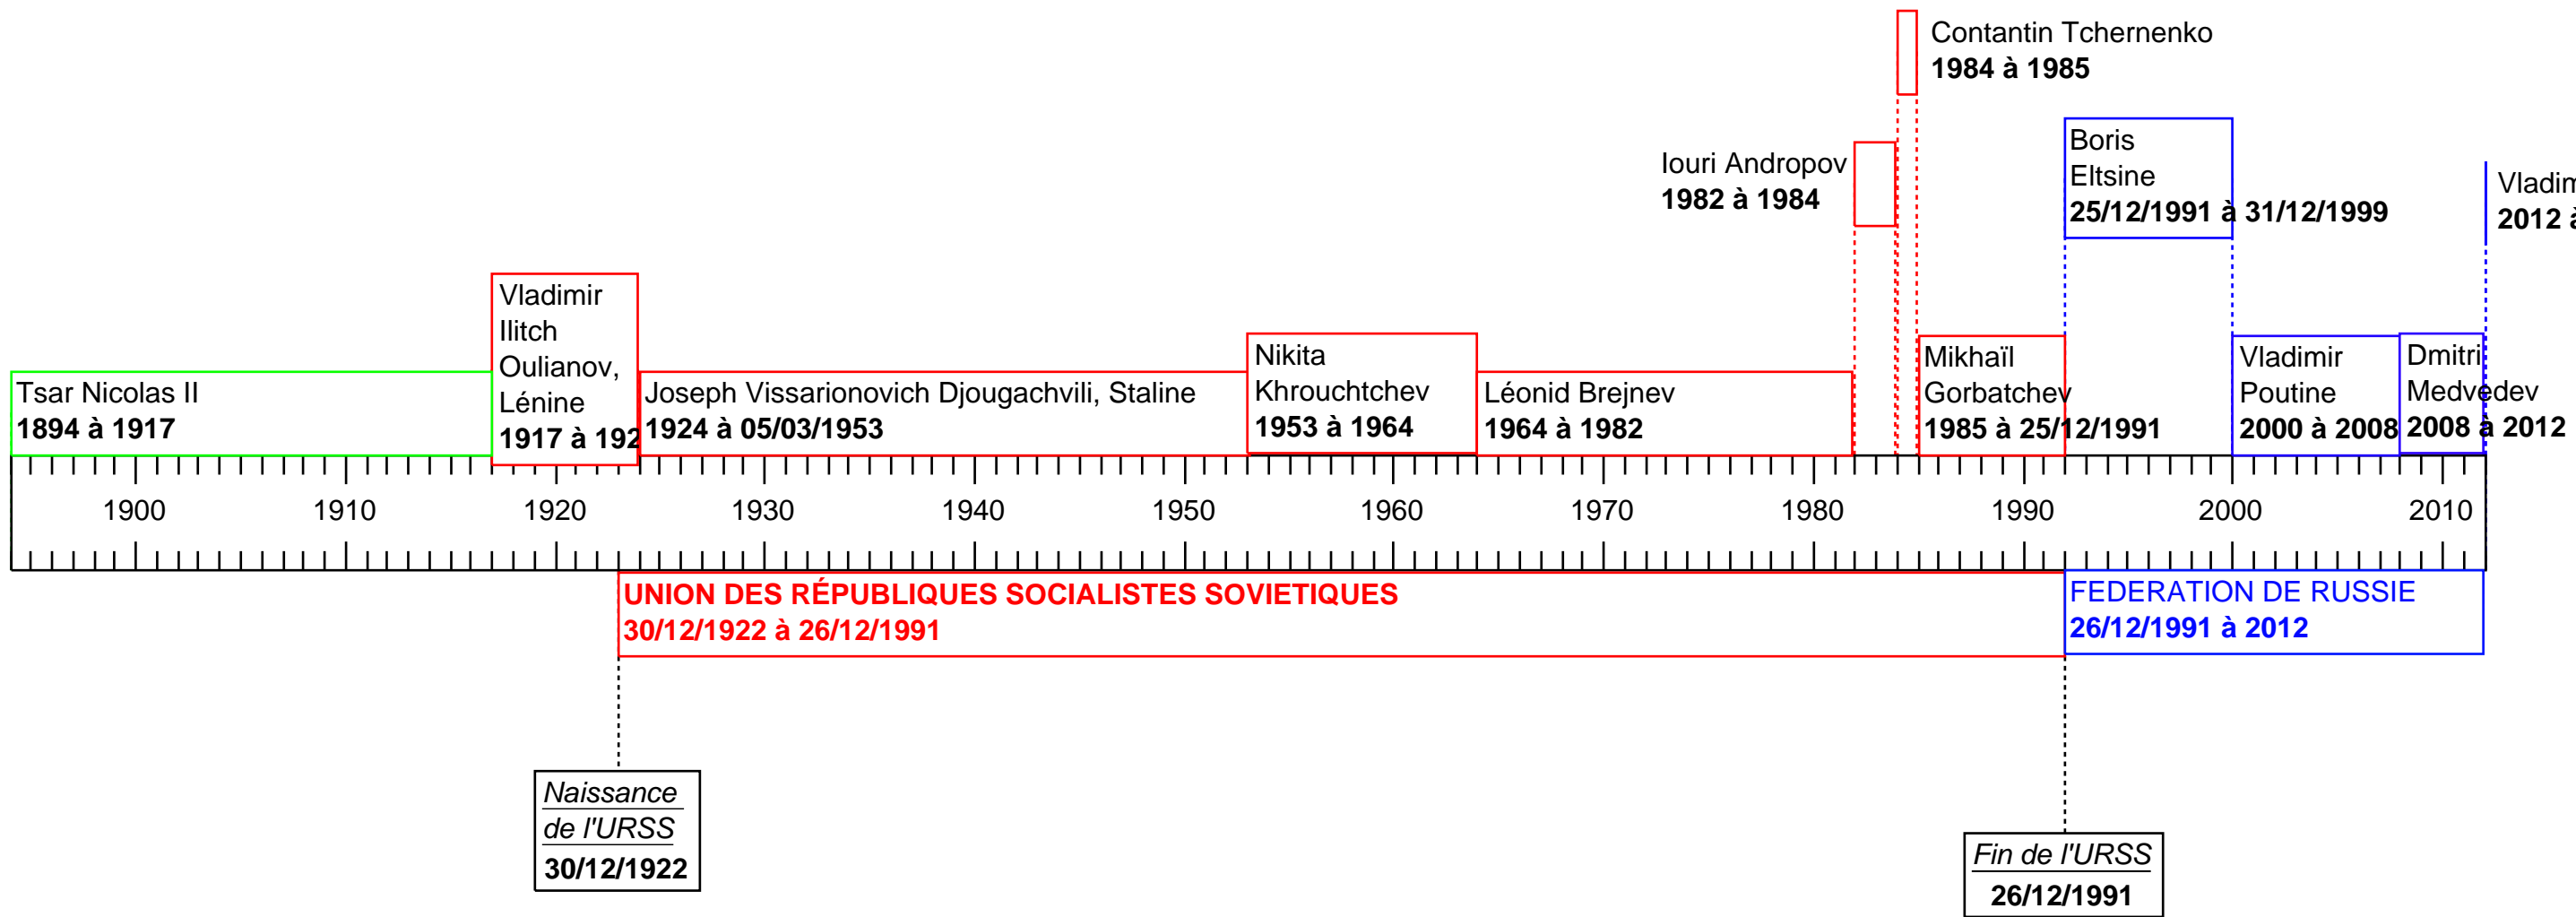 Contantin Tchernenko
1984 à 1985
Iouri Andropov
1982 à 1984
Boris
Eltsine
25/12/1991 à 31/12/1999
2012
Vladimir
Ilitch
Oulianov,
Lénine
1917 à
Tsar Nicolas II
1894 à 1917
Joseph Vissarionovich Djougachvili, Staline
1924 à 05/03/1953
Nikita
Khrouchtchev
1953 à 1964
Léonid Brejnev
1964 à 1982
Mikhaïl
Gorbatchev
1985 à 25/12/1991
Vladimir
Poutine
2000 à 2008
Dmitri
Medvedev
2008 à 2012
1900 1910 1920 1930 1940 1950 1960 1970 1980 1990 2000 2010
UNION DES RÉPUBLIQUES SOCIALISTES SOVIETIQUES
30/12/1922 à 26/12/1991
FEDERATION DE RUSSIE
26/12/1991 à 2012
Naissance
de l'URSS
30/12/1922
Fin de l'URSS
26/12/1991